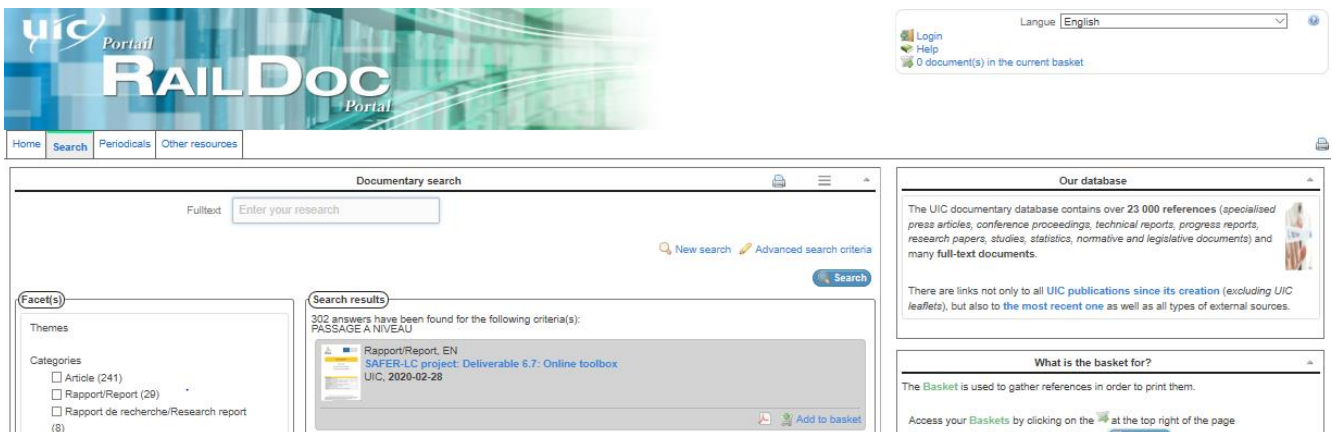 uic
Portail
RAILDOC
Portal
Langue English
Login
Help
0 document(s) in the current basket
Home Search Periodicals Other resources
Documentary search
Fulltext Enter your research
New search Advanced search criteria
Search
Facet(s)
Themes
Categories
Article (241)
Rapport/Report (29)
Rapport de recherche/Research report
(8)
Search results
302 answers have been found for the following criteria(s):
PASSAGE A NIVEAU
Rapport/Report, EN
SAFER-LC project: Deliverable 6.7: Online toolbox
UIC, 2020-02-28
Add to basket
Our database
The UIC documentary database contains over 23 000 references (specialised
press articles, conference proceedings, technical reports, progress reports,
research papers, studies, statistics, normative and legislative documents) and
many full-text documents.
There are links not only to all UIC publications since its creation (excluding UIC
leaflets), but also to the most recent one as well as all types of external sources.
What is the basket for?
The Basket is used to gather references in order to print them.
Access your Baskets by clicking on the at the top right of the page